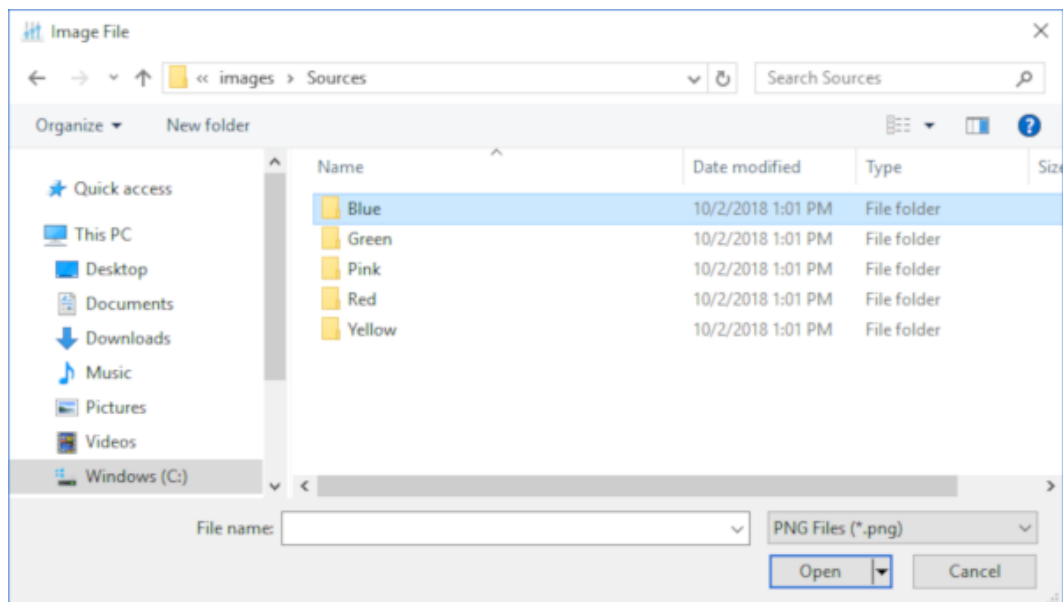 Image File
« images > Sources
Search Sources
Organize
New folder
Name
Date modified
Type
Size
Quick access
This PC
Desktop
Documents
Downloads
Music
Pictures
Videos
Windows (C:)
Blue 10/2/2018 1:01 PM File folder
Green 10/2/2018 1:01 PM File folder
Pink 10/2/2018 1:01 PM File folder
Red 10/2/2018 1:01 PM File folder
Yellow 10/2/2018 1:01 PM File folder
File name:
PNG Files (*.png)
Open
Cancel